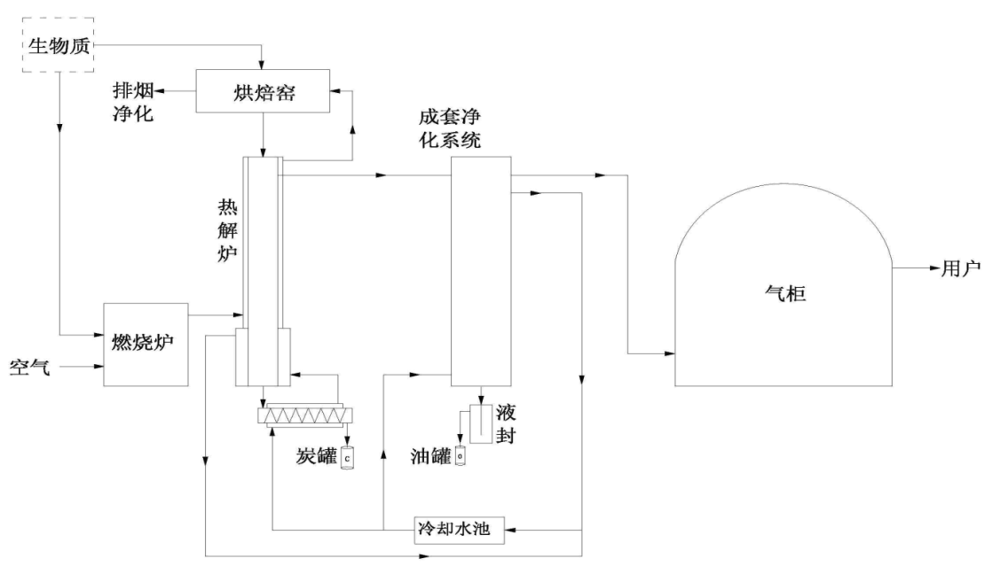 生物质
烘焙窑
排烟
净化
成套净
化系统
热
解炉
气柜
用户
燃烧炉
空气
液
封
炭罐
c
油罐
o
冷却水池